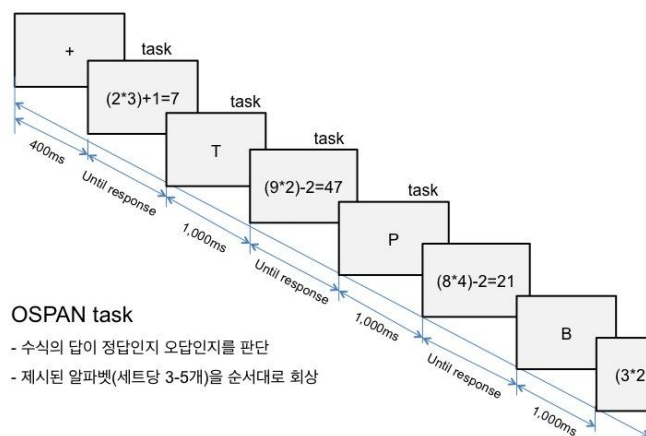 +
task
(2*3)+1=7
task
T
task
(9*2)-2=47
task
P
(8*4)-2=21
B
(3*2
400ms
Until response
1,000ms
Until response
1,000ms
Until response
1,000ms
OSPAN task
- 수식의 답이 정답인지 오답인지를 판단
- 제시된 알파벳(세트당 3-5개)을 순서대로 회상